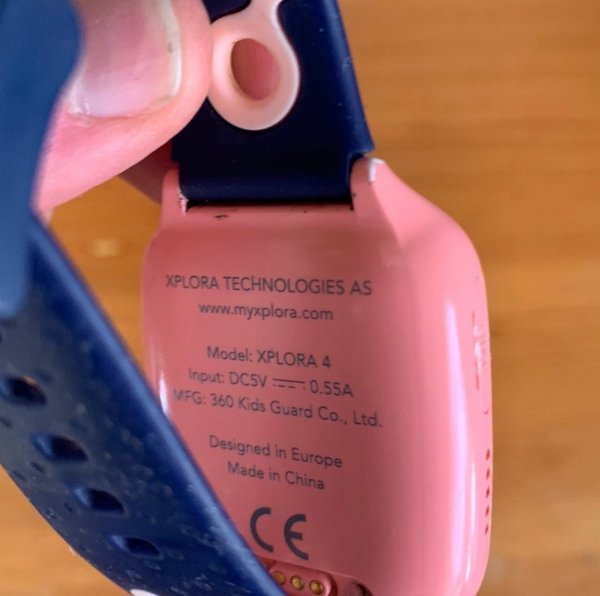 XPLORA TECHNOLOGIES AS
www.myxplora.com
Model: XPLORA 4
Input: DC5V ⎓ 0.55A
MFG: 360 Kids Guard Co., Ltd.
Designed in Europe
Made in China
CE